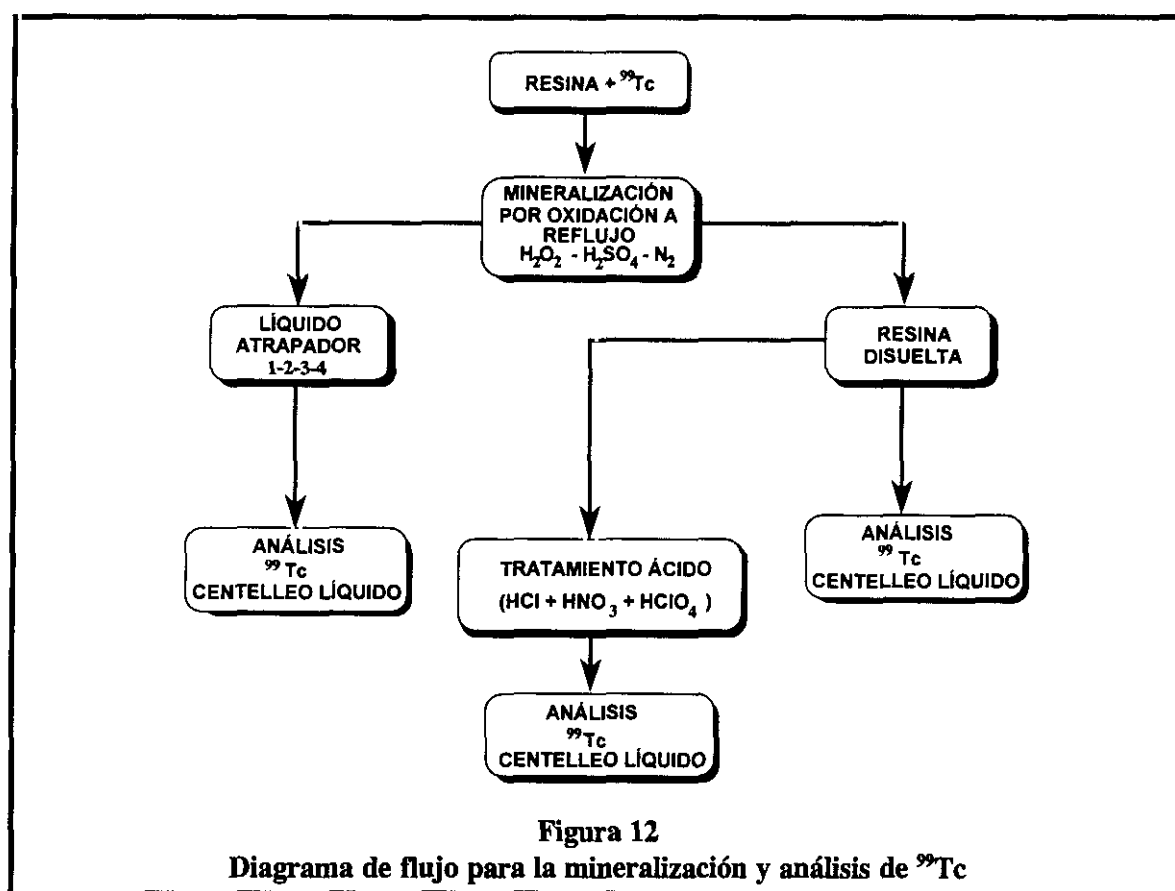 RESINA + ⁹⁹Tc
MINERALIZACIÓN
POR OXIDACIÓN A
REFLUJO
H₂O₂ - H₂SO₄ - N₂
LÍQUIDO
ATRAPADOR
1-2-3-4
RESINA
DISUELTA
ANÁLISIS
⁹⁹Tc
CENTELLEO LÍQUIDO
TRATAMIENTO ÁCIDO
(HCl + HNO₃ + HClO₄)
ANÁLISIS
⁹⁹Tc
CENTELLEO LÍQUIDO
ANÁLISIS
⁹⁹Tc
CENTELLEO LÍQUIDO
Figura 12
Diagrama de flujo para la mineralización y análisis de ⁹⁹Tc